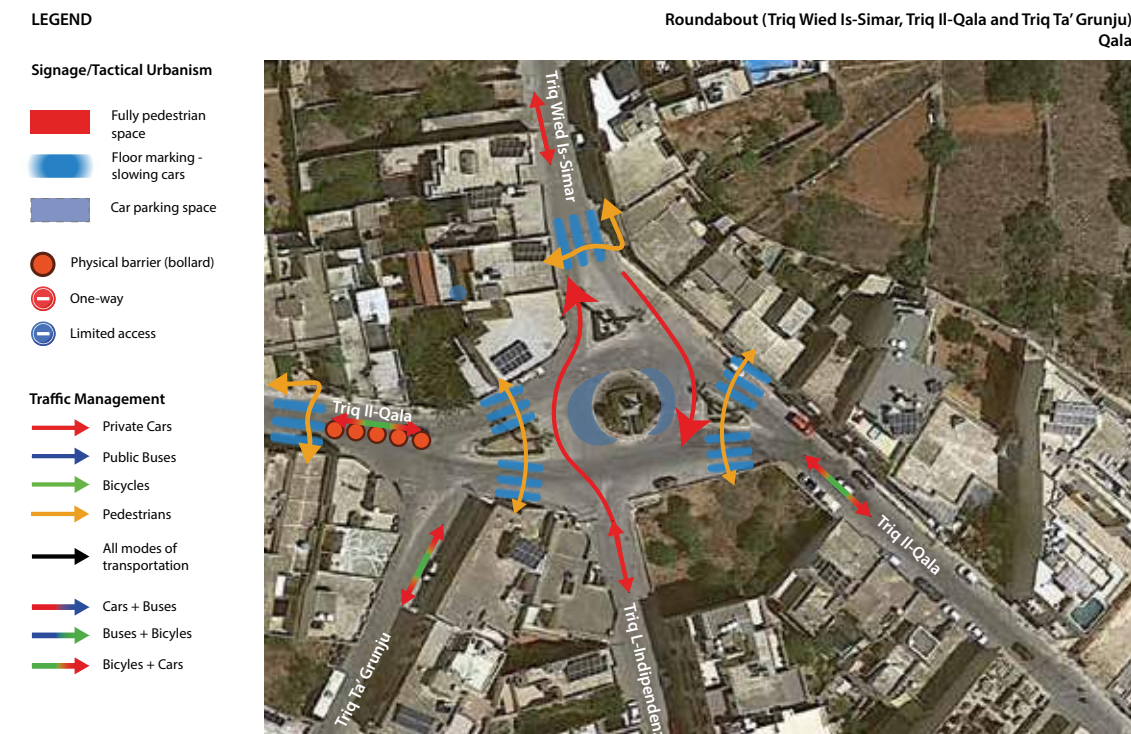 LEGEND
Roundabout (Triq Wied Is-Simar, Triq Il-Qala and Triq Ta' Grunju)
Qala
Signage/Tactical Urbanism
Fully pedestrian
space
Floor marking -
slowing cars
Car parking space
Physical barrier (bollard)
One-way
Limited access
Traffic Management
Private Cars
Public Buses
Bicycles
Pedestrians
All modes of
transportation
Cars + Buses
Buses + Bicyles
Bicyles + Cars
Triq Wied Is-Simar
Triq Il-Qala
Triq Il-Qala
Triq Ta' Grunju
Triq L-Indipenden